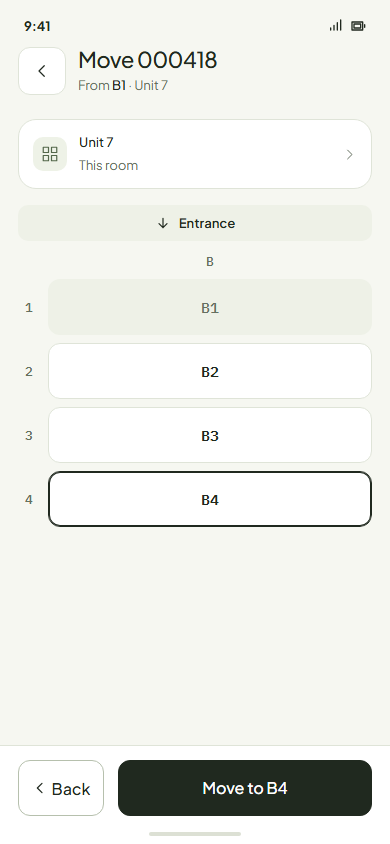 9:41
Move 000418
From B1 · Unit 7
Unit 7
This room
Entrance
B
1 B1
2 B2
3 B3
4 B4
Back Move to B4